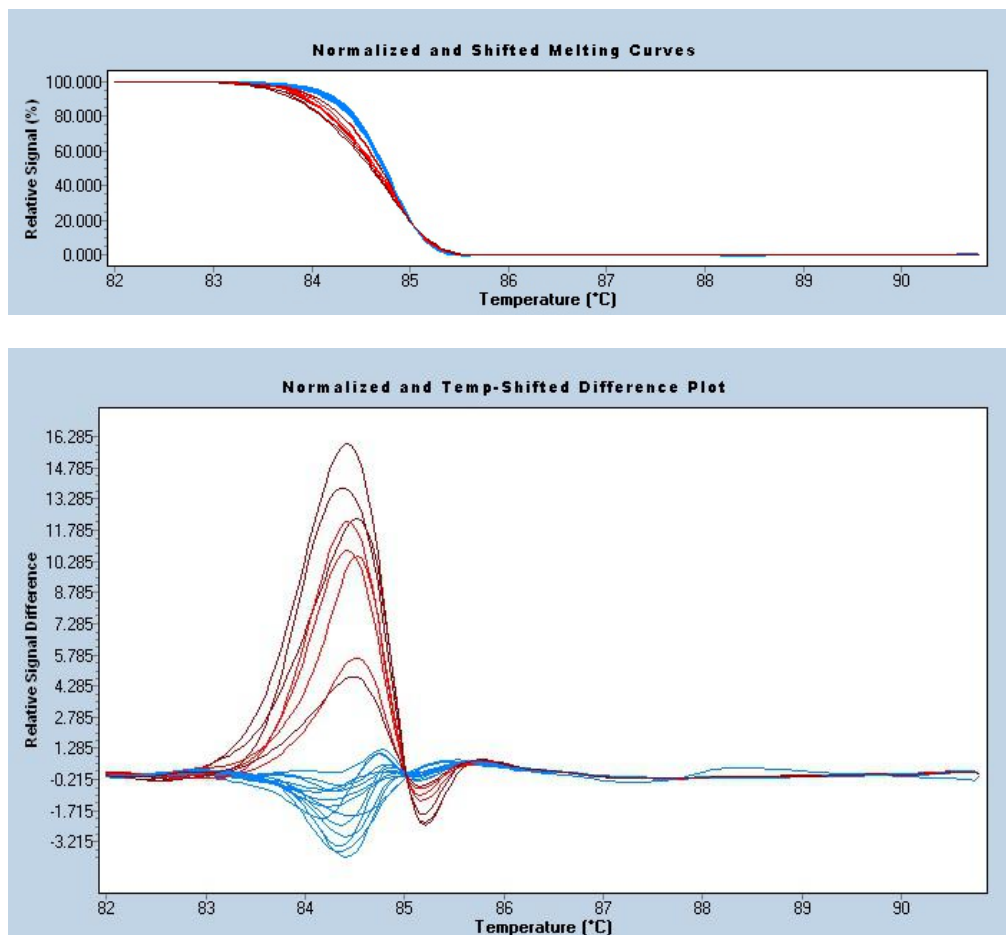 Normalized and Shifted Melting Curves
Relative Signal (%)
100.000
80.000
60.000
40.000
20.000
0.000
82 83 84 85 86 87 88 89 90
Temperature (°C)
Normalized and Temp-Shifted Difference Plot
Relative Signal Difference
16.285
14.785
13.285
11.785
10.285
8.785
7.285
5.785
4.285
2.785
1.285
-0.215
-1.715
-3.215
82 83 84 85 86 87 88 89 90
Temperature (°C)